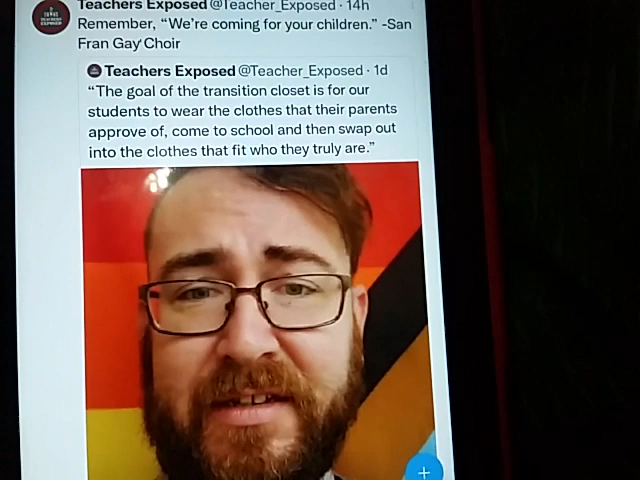 Teachers Exposed @Teacher_Exposed · 14h
Remember, “We're coming for your children.” -San
Fran Gay Choir
Teachers Exposed @Teacher_Exposed · 1d
“The goal of the transition closet is for our
students to wear the clothes that their parents
approve of, come to school and then swap out
into the clothes that fit who they truly are.”